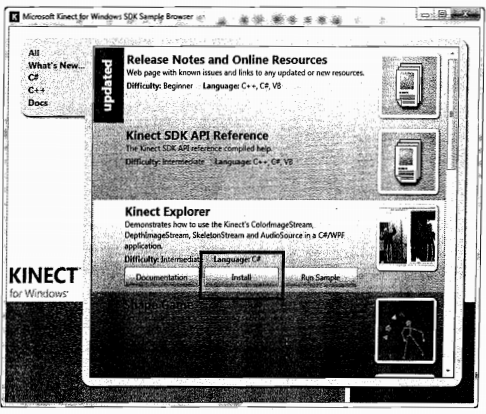 Microsoft Kinect for Windows SDK Sample Browser
All
What's New...
C#
C++
Docs
updated
Release Notes and Online Resources
Web page with known issues and links to any updated or new resources.
Difficulty: Beginner Language: C++, C#, VB
Kinect SDK API Reference
The Kinect SDK API reference compiled help.
Difficulty: Intermediate Language: C++, C#, VB
Kinect Explorer
Demonstrates how to use the Kinect's ColorImageStream,
DepthImageStream, SkeletonStream and AudioSource in a C#/WPF
application.
Difficulty: Intermediate Language: C#
Documentation Install Run Sample
KINECT
for Windows